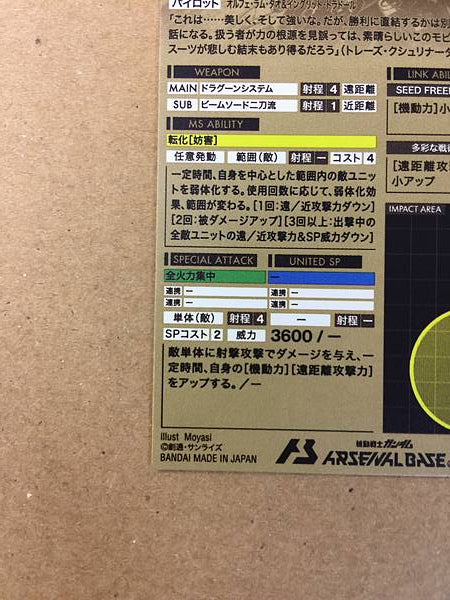 パイロット オルフェ・ラム・タオ&イングリット・トラドール
「これは……美しく、そして強いな。だが、勝利に直結するかは別
話になる。扱う者が力の根源を見誤っては、素晴らしいこのモビ
スーツが悲しむ結末もあり得るだろう」(トレーズ・クシュリナーダ
WEAPON
MAIN ドラグーンシステム 射程 4 遠距離
SUB ビームソード二刀流 射程 1 近距離
MS ABILITY
転化[妨害]
任意発動 範囲(敵) 射程 ー コスト 4
一定時間、自身を中心とした範囲内の敵ユニッ
トを弱体化する。使用回数に応じて、弱体化効
果、範囲が変わる。[1回:遠/近攻撃力ダウン]
[2回:被ダメージアップ][3回以上:出撃中の
全敵ユニットの遠/近攻撃力&SP威力ダウン]
LINK ABIL
SEED FREED
[機動力]小
多彩な戦術
[遠距離攻撃
小アップ
IMPACT AREA
SPECIAL ATTACK UNITED SP
全火力集中 ー
連携 ー 連携 ー
連携 ー 連携 ー
単体(敵) 射程 4 ー 射程 ー
SPコスト 2 威力 3600/ー
敵単体に射撃攻撃でダメージを与え、一
定時間、自身の[機動力][遠距離攻撃力]
をアップする。/ー
Illust Moyasi
©創通・サンライズ
BANDAI MADE IN JAPAN
機動戦士ガンダム
ARSENAL BASE